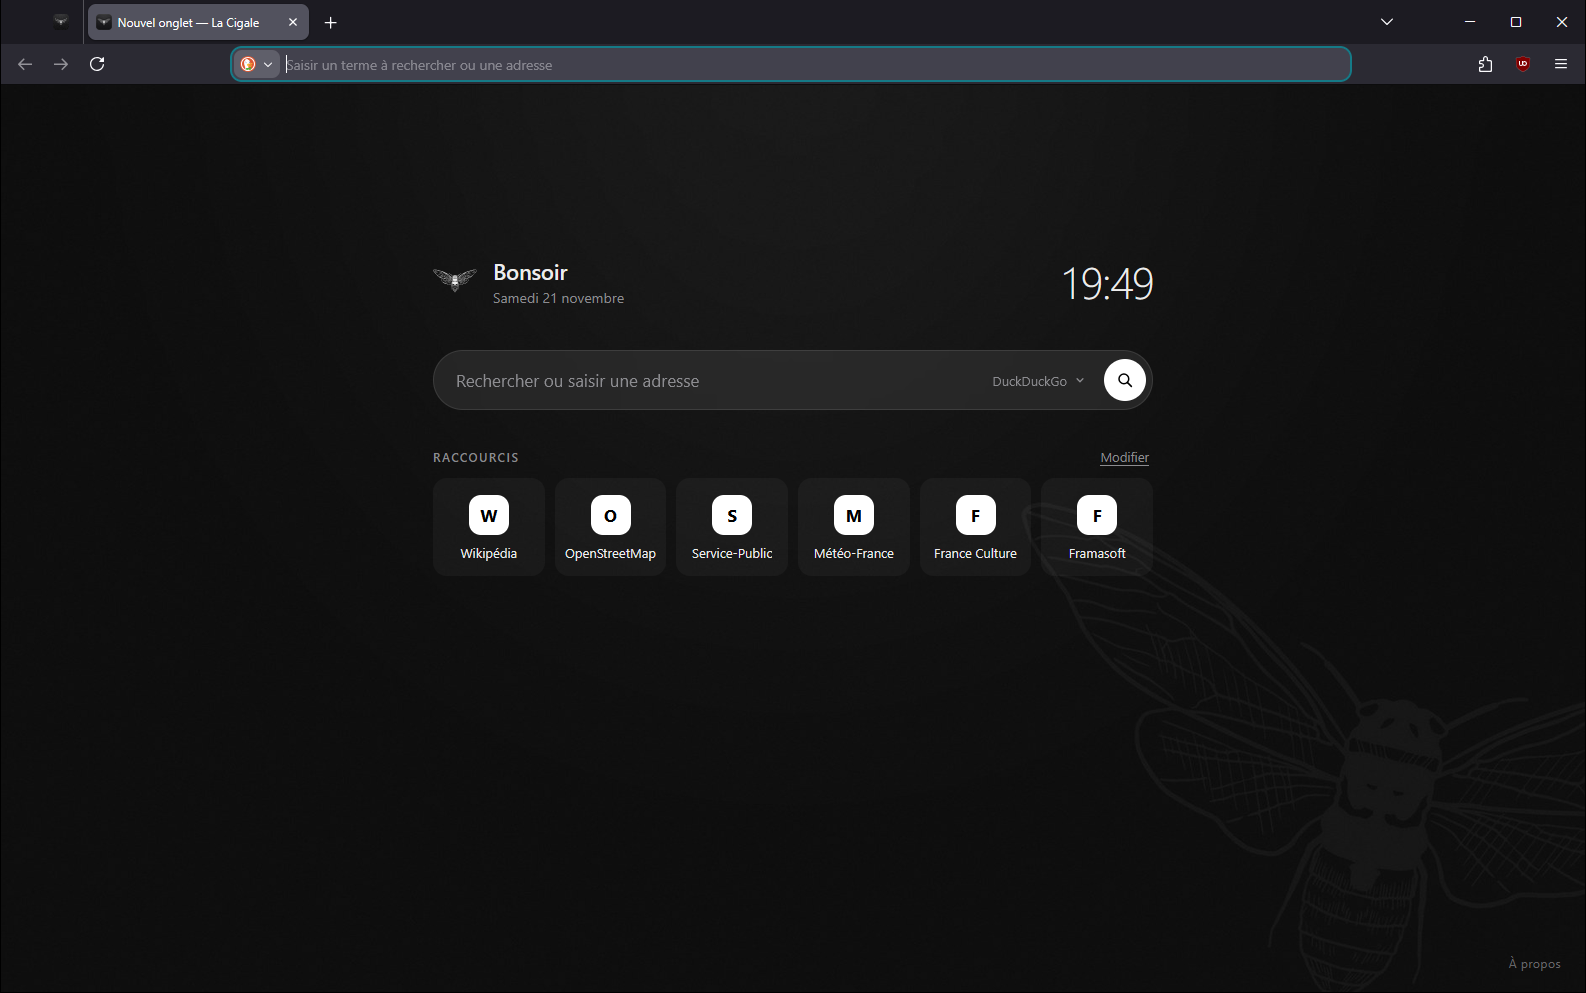 Nouvel onglet — La Cigale
Saisir un terme à rechercher ou une adresse
Bonsoir
Samedi 21 novembre
19:49
Rechercher ou saisir une adresse
DuckDuckGo
RACCOURCIS
Modifier
W
O
S
M
F
F
Wikipédia
OpenStreetMap
Service-Public
Météo-France
France Culture
Framasoft
À propos